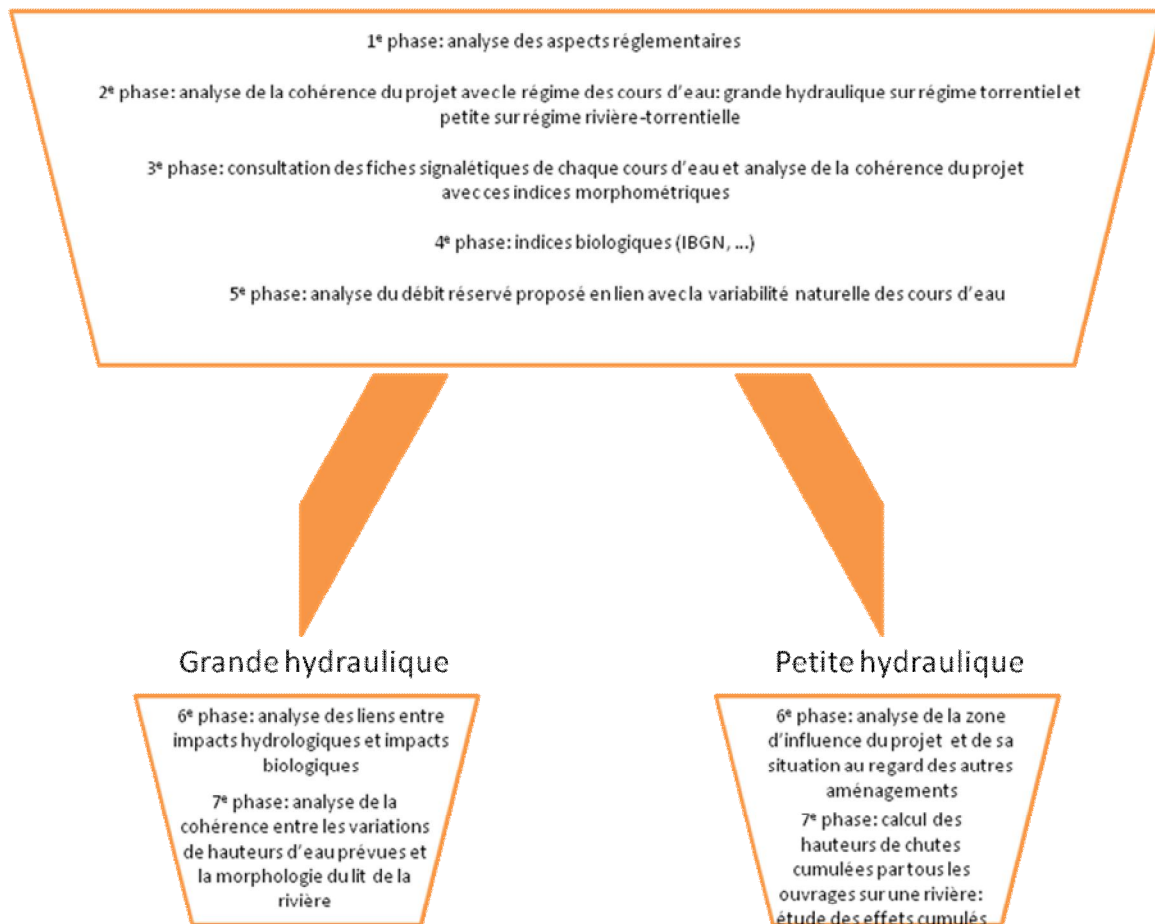 1e phase: analyse des aspects réglementaires
2e phase: analyse de la cohérence du projet avec le régime des cours d'eau: grande hydraulique sur régime torrentiel et
petite sur régime rivière-torrentielle
3e phase: consultation des fiches signalétiques de chaque cours d'eau et analyse de la cohérence du projet
avec ces indices morphométriques
4e phase: indices biologiques (IBGN, ...)
5e phase: analyse du débit réservé proposé en lien avec la variabilité naturelle des cours d'eau
Grande hydraulique
6e phase: analyse des liens entre
impacts hydrologiques et impacts
biologiques
7e phase: analyse de la
cohérence entre les variations
de hauteurs d'eau prévues et
la morphologie du lit de la
rivière
Petite hydraulique
6e phase: analyse de la zone
d'influence du projet et de sa
situation au regard des autres
aménagements
7e phase: calcul des
hauteurs de chutes
cumulées par tous les
ouvrages sur une rivière:
étude des effets cumulés